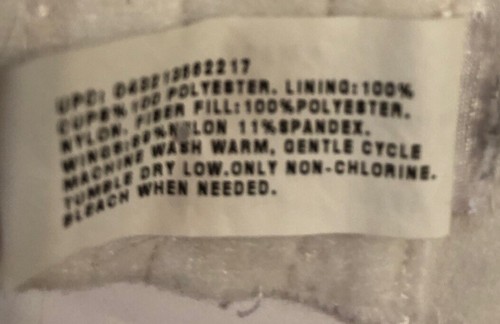 UPC: 043213562217
CUPS% 100 POLYESTER. LINING:100%
NYLON. FIBER FILL:100%POLYESTER.
WINGS:89%NYLON 11%SPANDEX.
MACHINE WASH WARM. GENTLE CYCLE
TUMBLE DRY LOW.ONLY NON-CHLORINE.
BLEACH WHEN NEEDED.